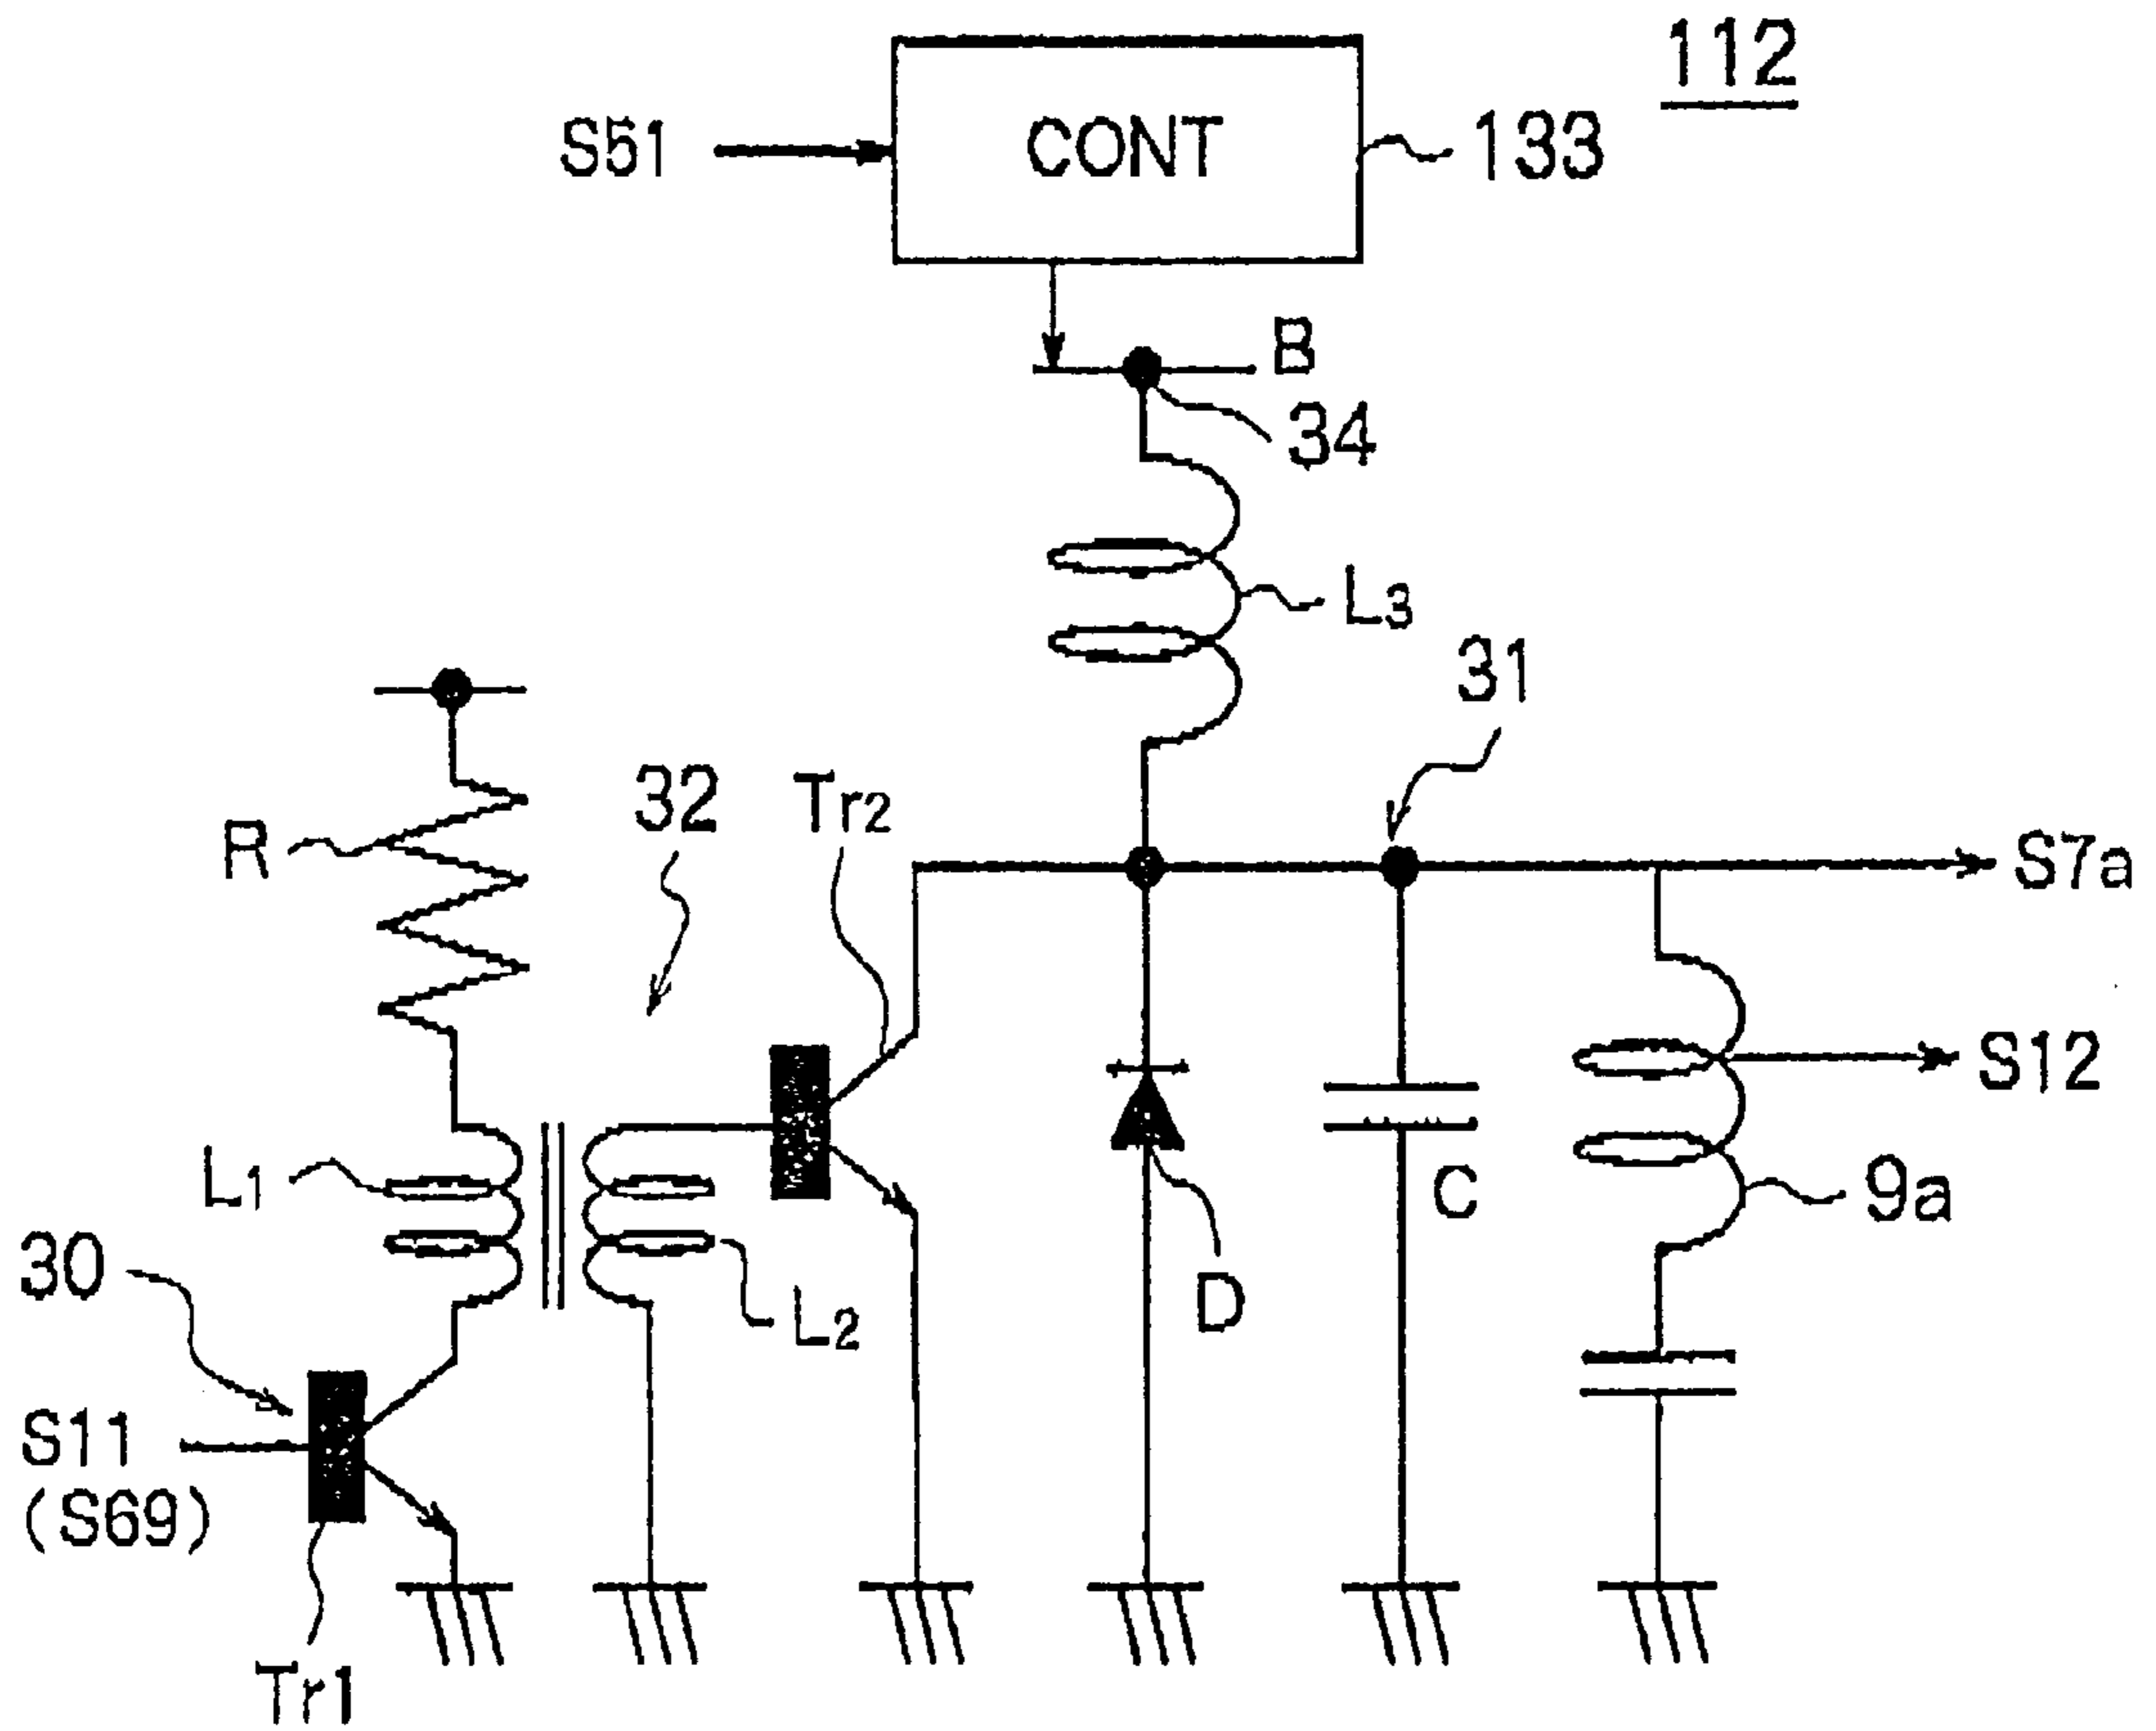 112
S51
CONT
133
B
34
L3
31
32
Tr2
R
S7a
S12
L1
C
9a
30
D
L2
S11
(S69)
Tr1